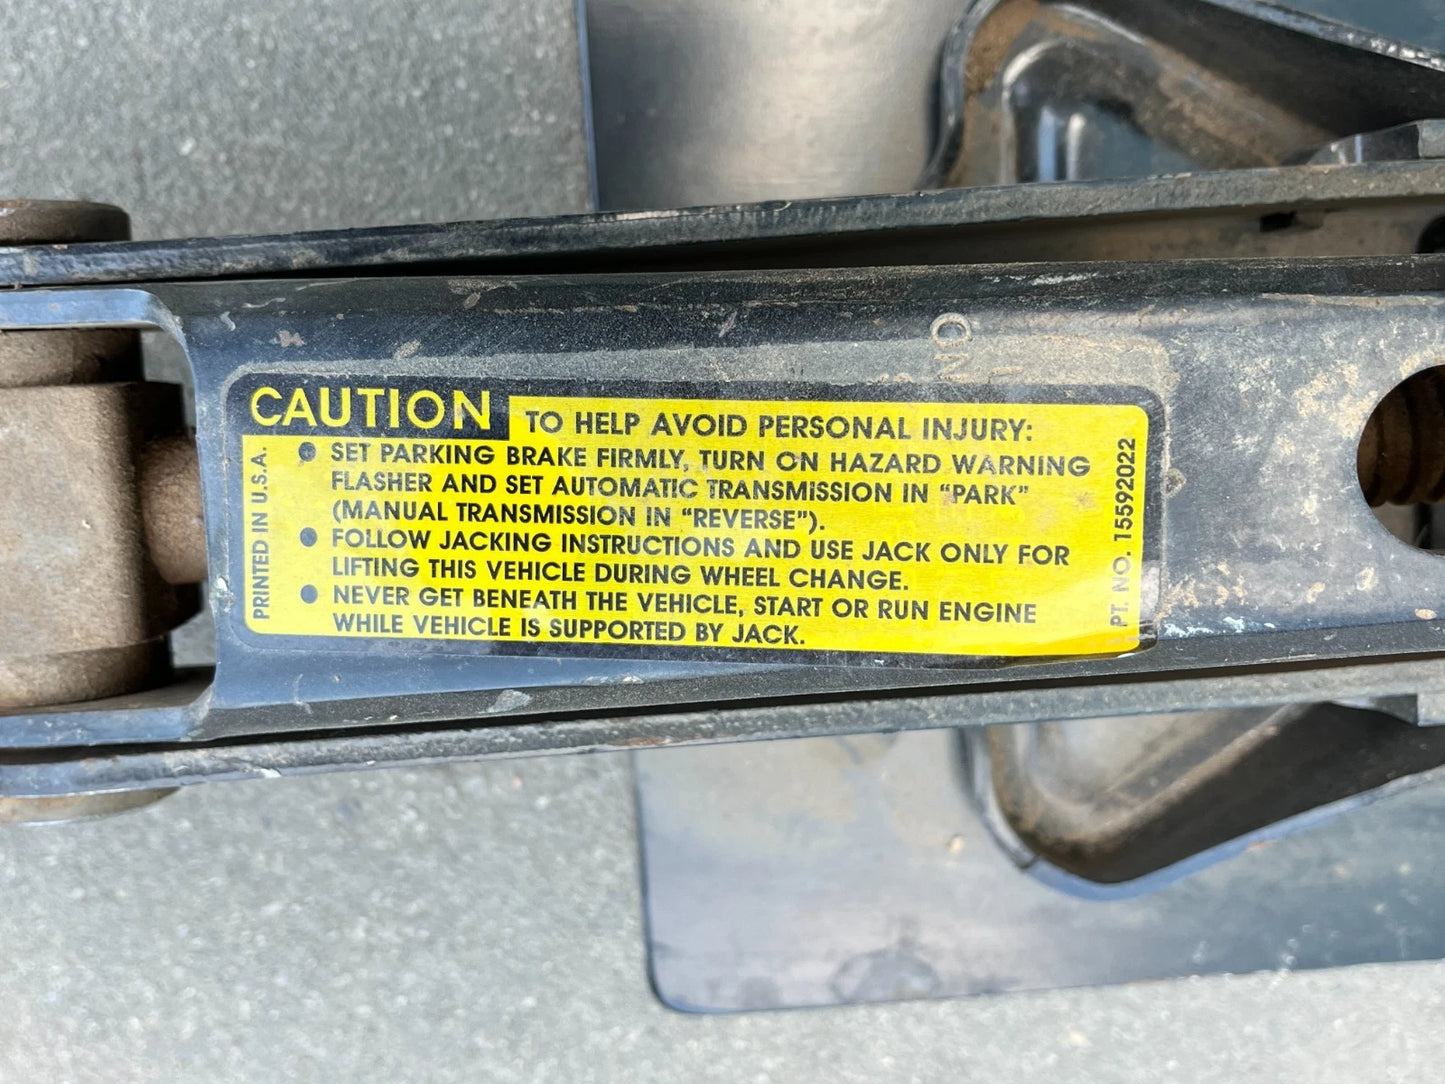 CAUTION TO HELP AVOID PERSONAL INJURY:
• SET PARKING BRAKE FIRMLY, TURN ON HAZARD WARNING
FLASHER AND SET AUTOMATIC TRANSMISSION IN “PARK”
(MANUAL TRANSMISSION IN “REVERSE”).
• FOLLOW JACKING INSTRUCTIONS AND USE JACK ONLY FOR
LIFTING THIS VEHICLE DURING WHEEL CHANGE.
• NEVER GET BENEATH THE VEHICLE, START OR RUN ENGINE
WHILE VEHICLE IS SUPPORTED BY JACK.
PRINTED IN U.S.A.
PT. NO. 15592022